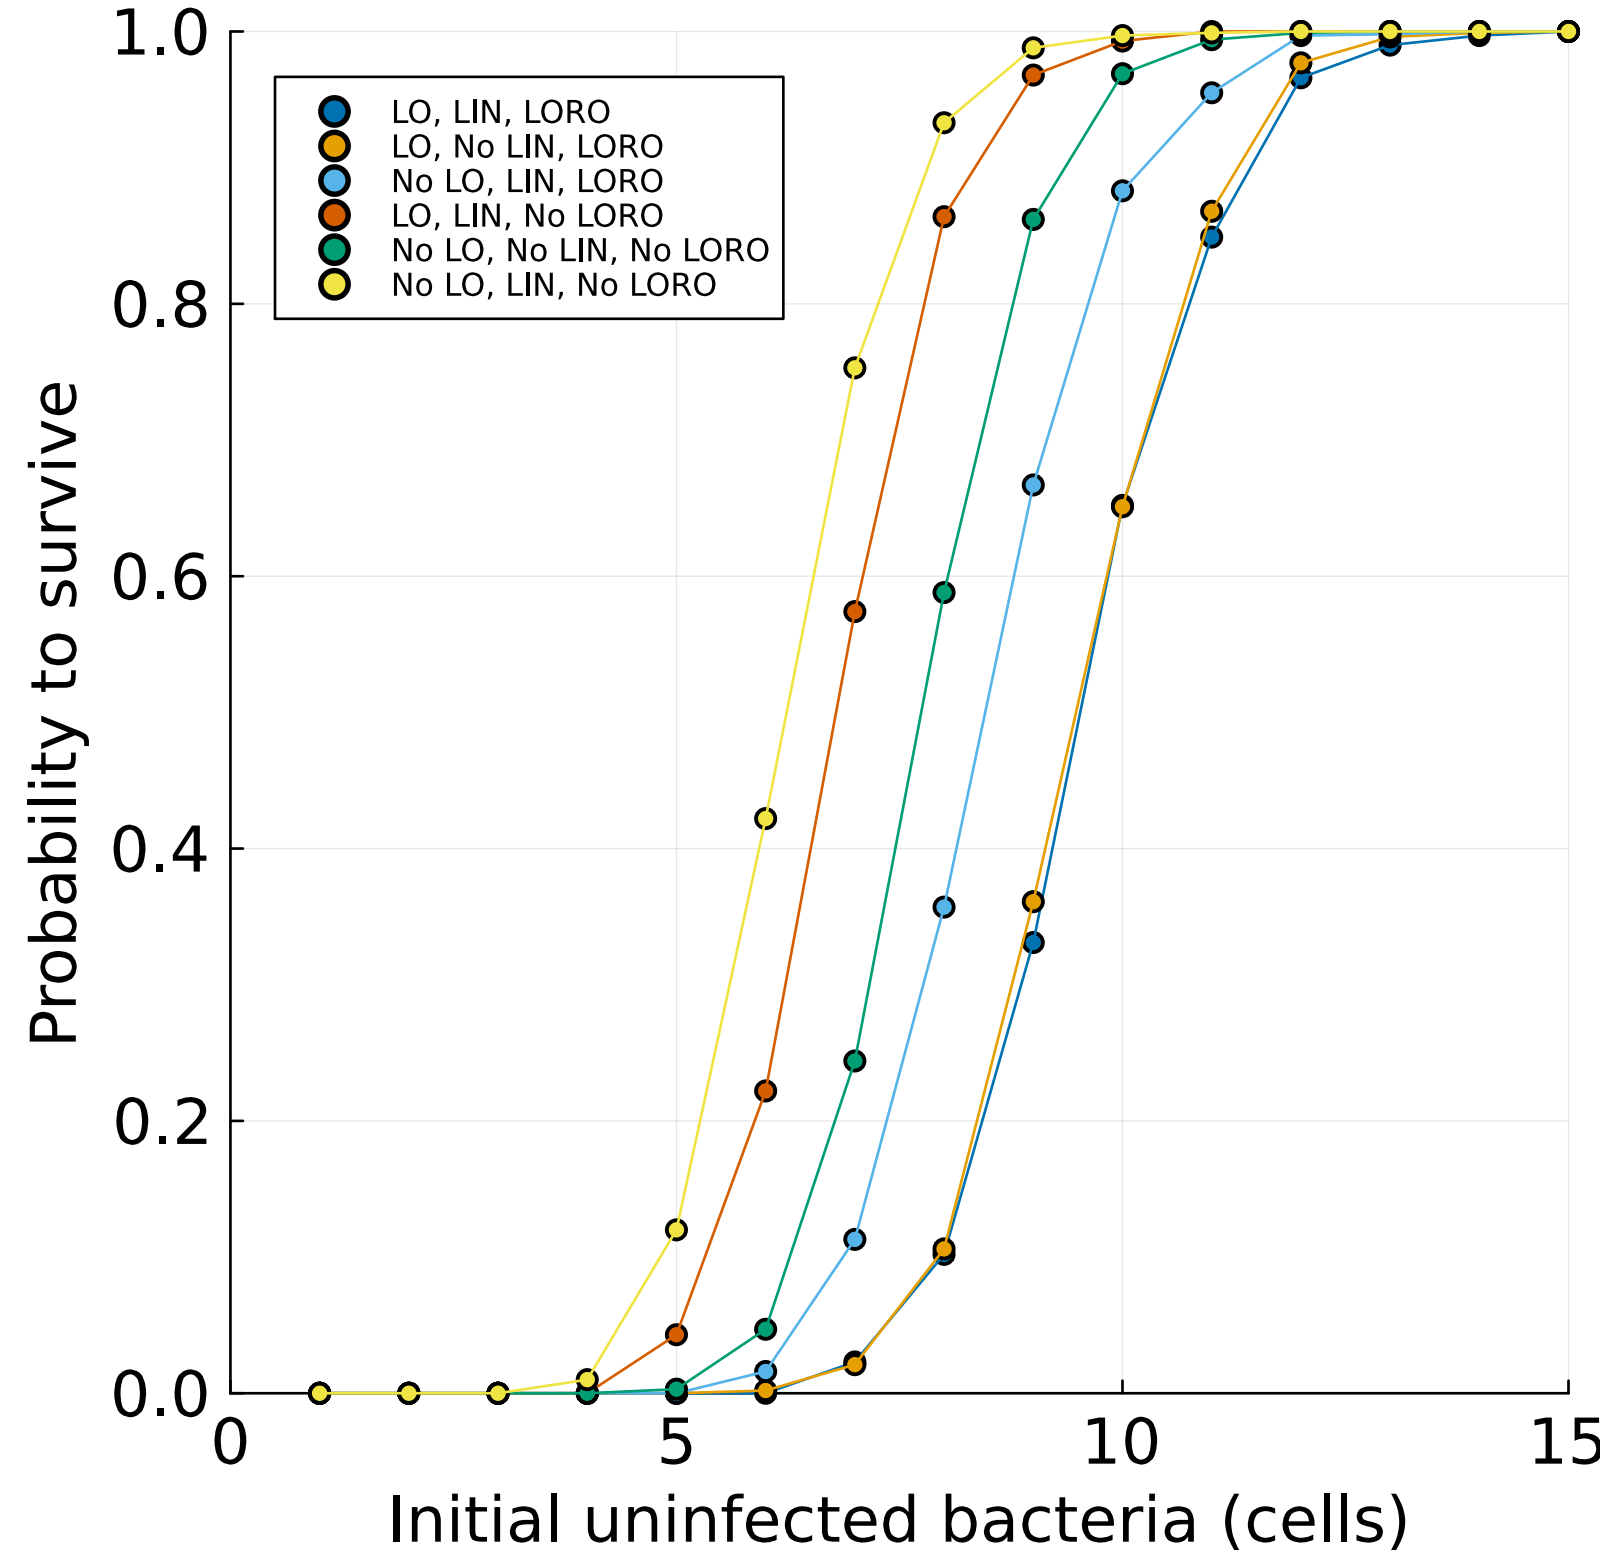 1.0
LO, LIN, LORO
LO, No LIN, LORO
No LO, LIN, LORO
LO, LIN, No LORO
No LO, No LIN, No LORO
No LO, LIN, No LORO
0.8
0.6
0.4
0.2
0.0
Probability to survive
0 5 10 15
Initial uninfected bacteria (cells)